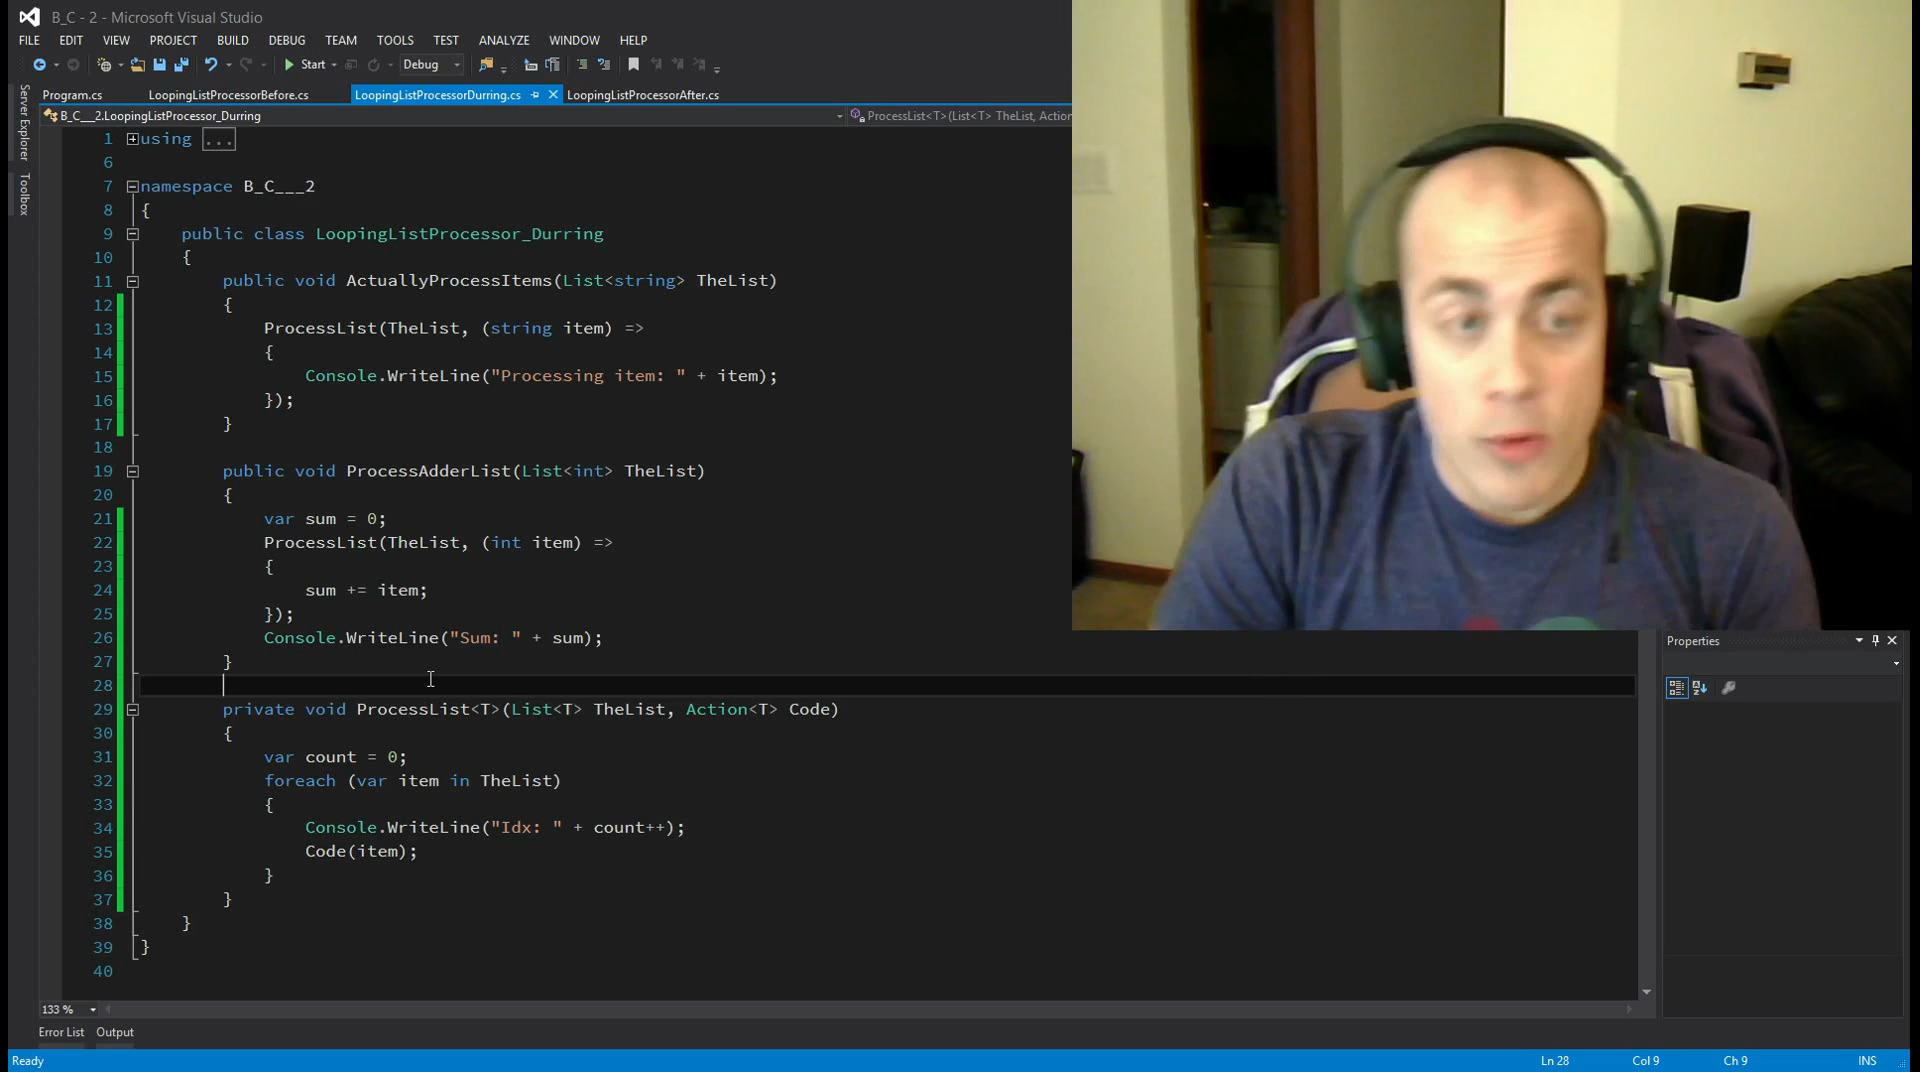 B_C - 2 - Microsoft Visual Studio
FILE EDIT VIEW PROJECT BUILD DEBUG TEAM TOOLS TEST ANALYZE WINDOW HELP
Start Debug
Server Explorer
Toolbox
Program.cs LoopingListProcessorBefore.cs LoopingListProcessorDurring.cs LoopingListProcessorAfter.cs
B_C___2.LoopingListProcessor_Durring ProcessList<T>(List<T> TheList, Action
1 using ...
6
7 namespace B_C___2
8 {
9 public class LoopingListProcessor_Durring
10 {
11 public void ActuallyProcessItems(List<string> TheList)
12 {
13 ProcessList(TheList, (string item) =>
14 {
15 Console.WriteLine("Processing item: " + item);
16 });
17 }
18
19 public void ProcessAdderList(List<int> TheList)
20 {
21 var sum = 0;
22 ProcessList(TheList, (int item) =>
23 {
24 sum += item;
25 });
26 Console.WriteLine("Sum: " + sum);
27 }
28
29 private void ProcessList<T>(List<T> TheList, Action<T> Code)
30 {
31 var count = 0;
32 foreach (var item in TheList)
33 {
34 Console.WriteLine("Idx: " + count++);
35 Code(item);
36 }
37 }
38 }
39 }
40
Properties
133 %
Error List Output
Ready Ln 28 Col 9 Ch 9 INS